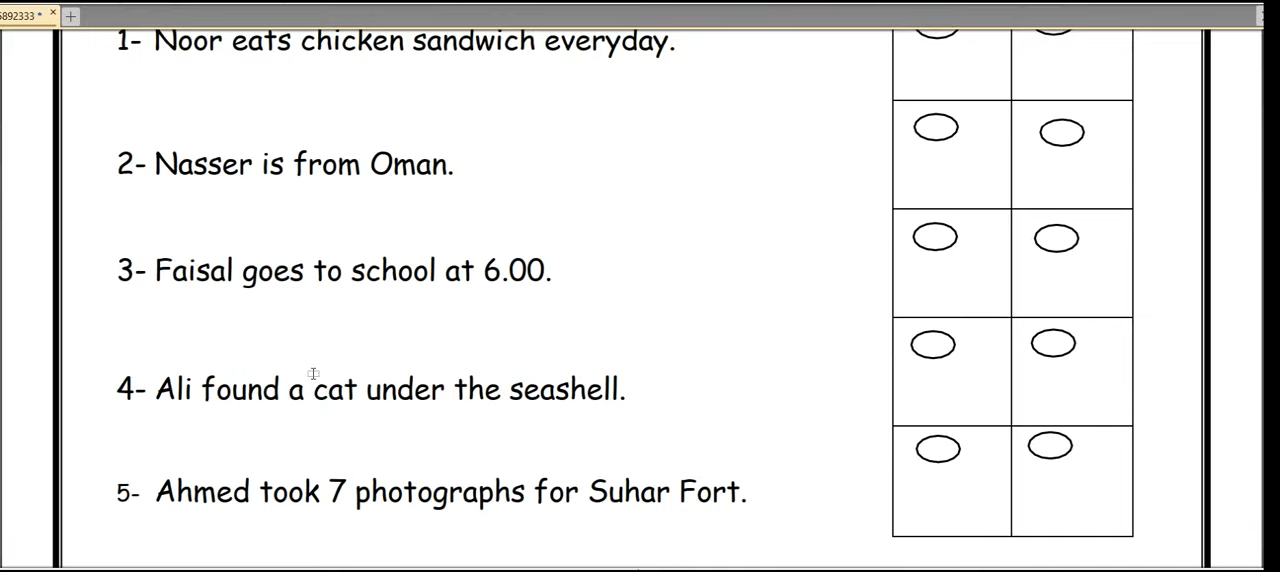 5892333 *
1- Noor eats chicken sandwich everyday.
2- Nasser is from Oman.
3- Faisal goes to school at 6.00.
4- Ali found a cat under the seashell.
5- Ahmed took 7 photographs for Suhar Fort.